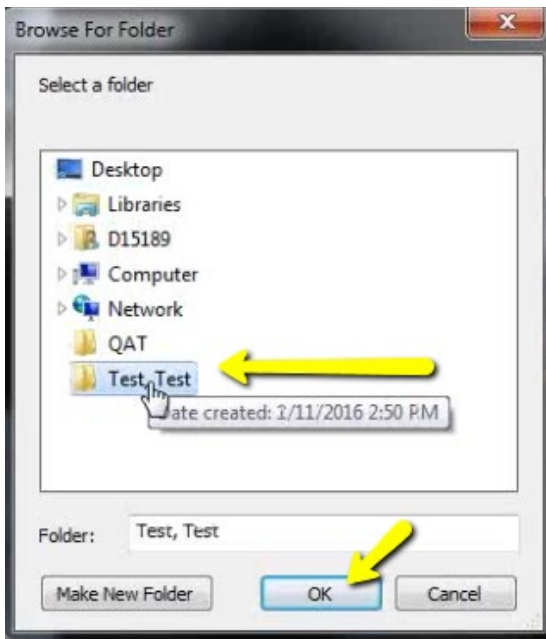 Browse For Folder
Select a folder
Desktop
Libraries
D15189
Computer
Network
QAT
Test, Test
Date created: 2/11/2016 2:50 PM
Folder: Test, Test
Make New Folder OK Cancel